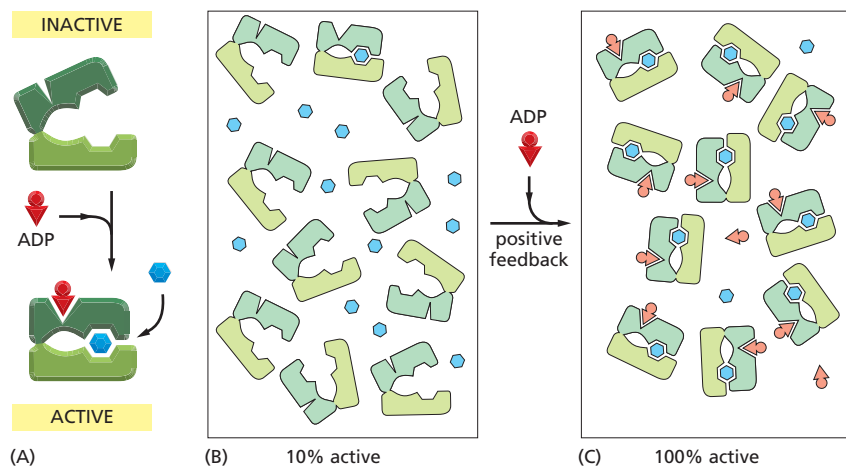 INACTIVE
ADP
ACTIVE
(A)
(B)
10% active
ADP
positive
feedback
(C)
100% active